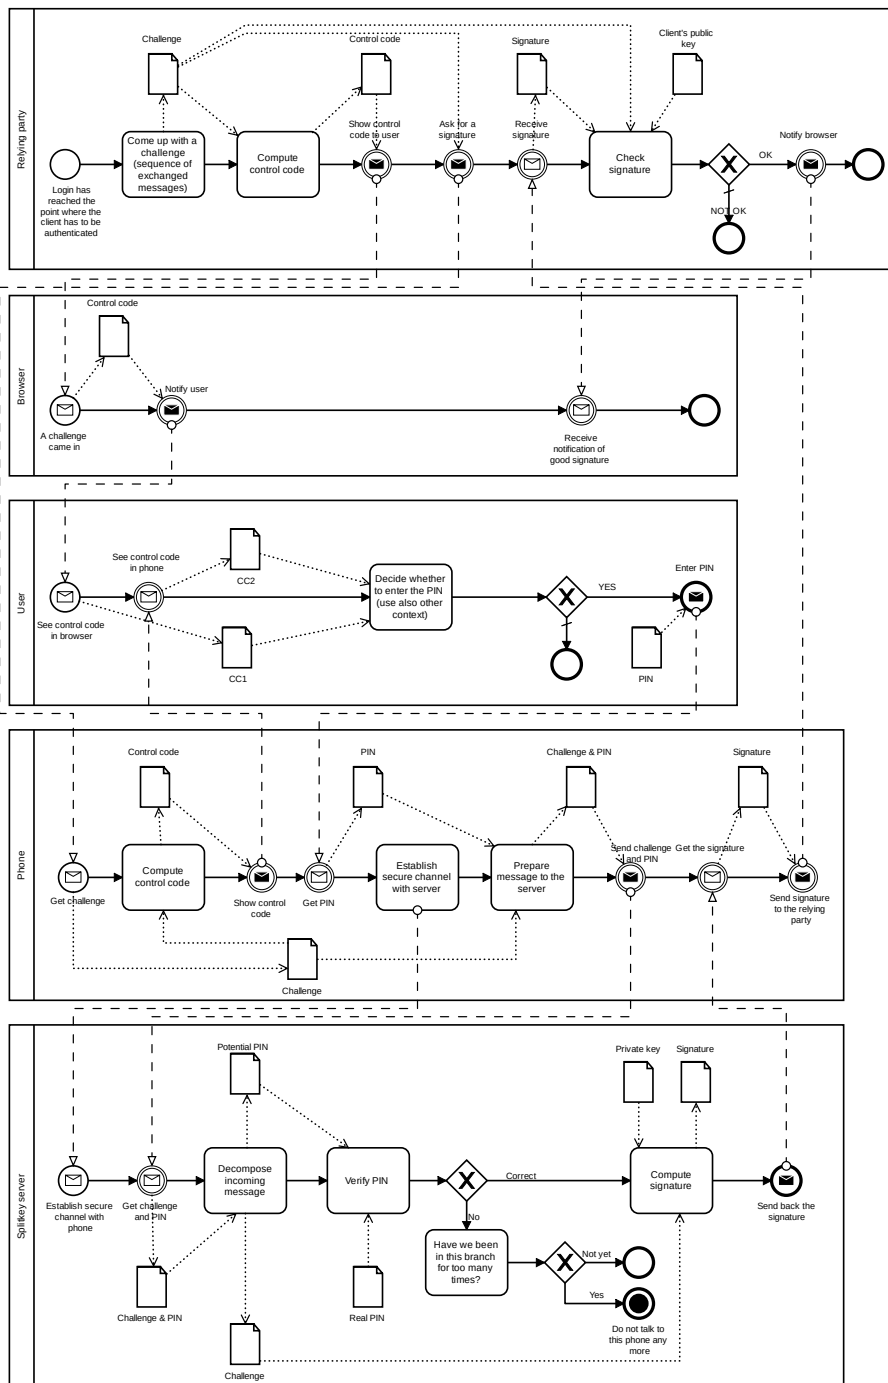 Relying party
Challenge
Control code
Signature
Client's public
key
Come up with a
challenge
(sequence of
exchanged
messages)
Compute
control code
Show control
code to user
Ask for a
signature
Receive
signature
Check
signature
OK
NOT OK
Notify browser
Login has
reached the
point where the
client has to be
authenticated
Browser
Control code
Notify user
A challenge
came in
Receive
notification of
good signature
User
See control code
in phone
CC2
Decide whether
to enter the PIN
(use also other
context)
YES
Enter PIN
See control code
in browser
CC1
PIN
Phone
Control code
PIN
Challenge & PIN
Signature
Compute
control code
Establish
secure channel
with server
Prepare
message to the
server
Send challenge
and PIN
Get the signature
Get challenge
Show control
code
Get PIN
Send signature
to the relying
party
Challenge
Splitkey server
Potential PIN
Private key
Signature
Decompose
incoming
message
Verify PIN
Correct
Compute
signature
Establish secure
channel with
phone
Get challenge
and PIN
Send back the
signature
No
Have we been
in this branch
for too many
times?
Not yet
Yes
Challenge & PIN
Real PIN
Do not talk to
this phone any
more
Challenge